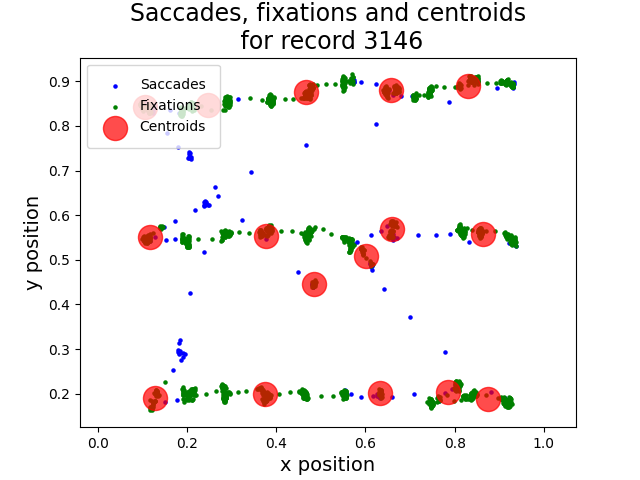 Saccades, fixations and centroids
for record 3146
Saccades
Fixations
Centroids
y position
0.9
0.8
0.7
0.6
0.5
0.4
0.3
0.2
0.0 0.2 0.4 0.6 0.8 1.0
x position